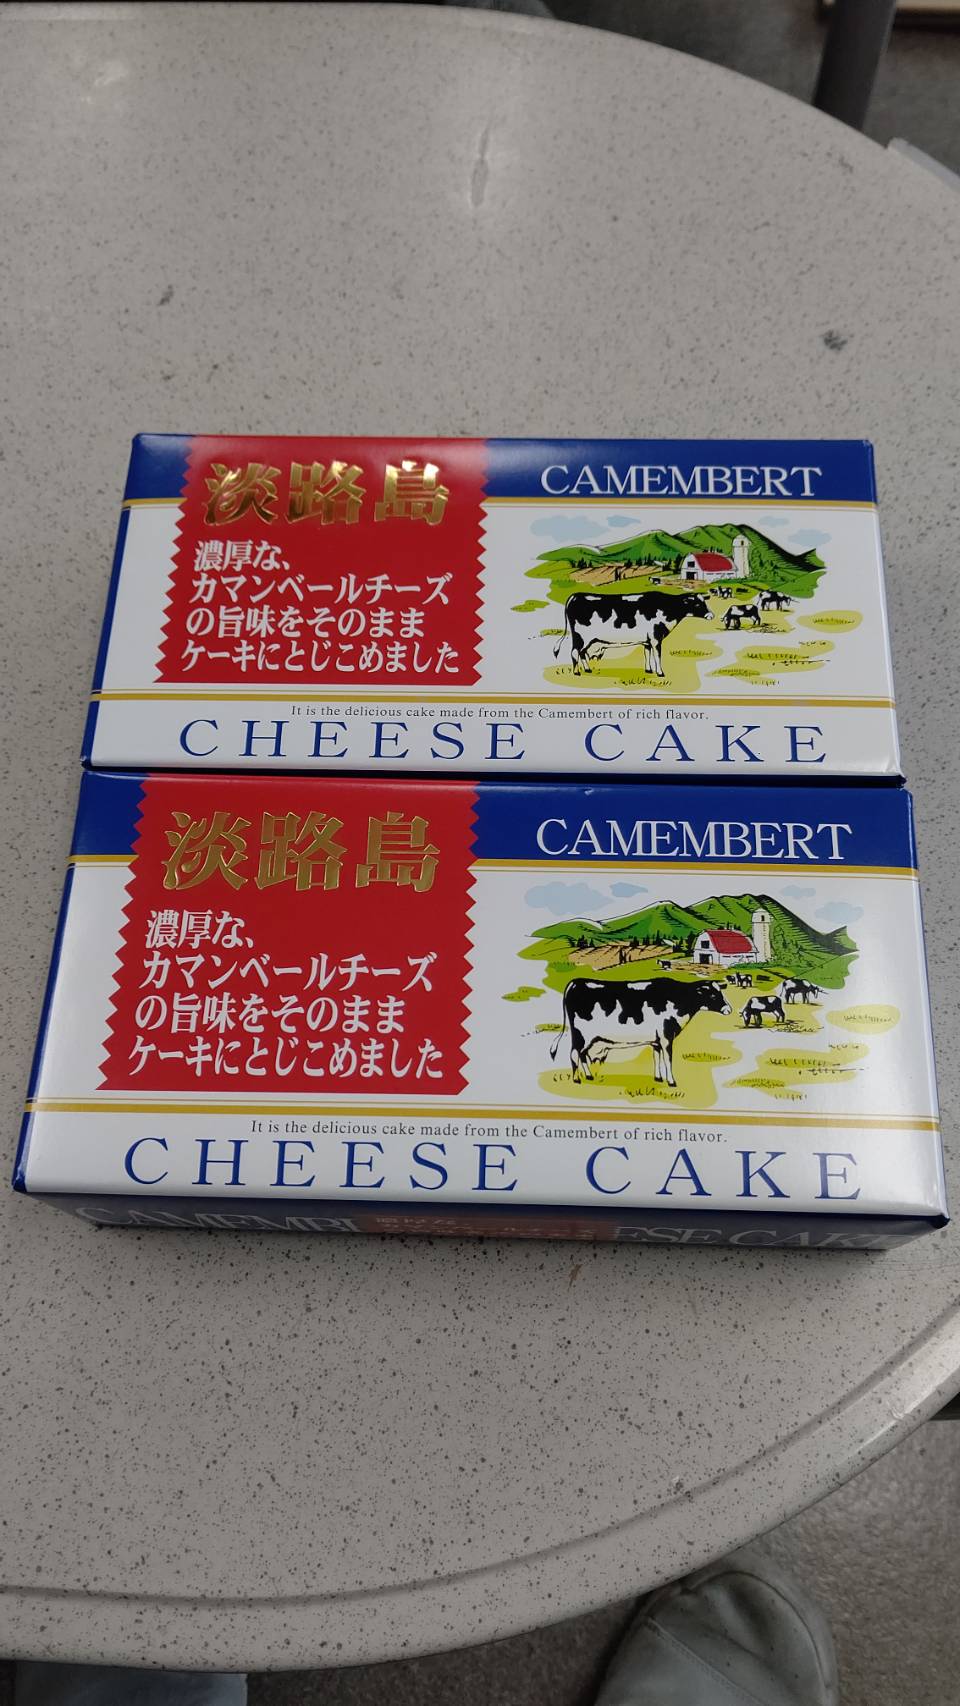 淡路島
濃厚な、
カマンベールチーズ
の旨味をそのまま
ケーキにとじこめました
CAMEMBERT
It is the delicious cake made from the Camembert of rich flavor.
CHEESE CAKE
淡路島
濃厚な、
カマンベールチーズ
の旨味をそのまま
ケーキにとじこめました
CAMEMBERT
It is the delicious cake made from the Camembert of rich flavor.
CHEESE CAKE